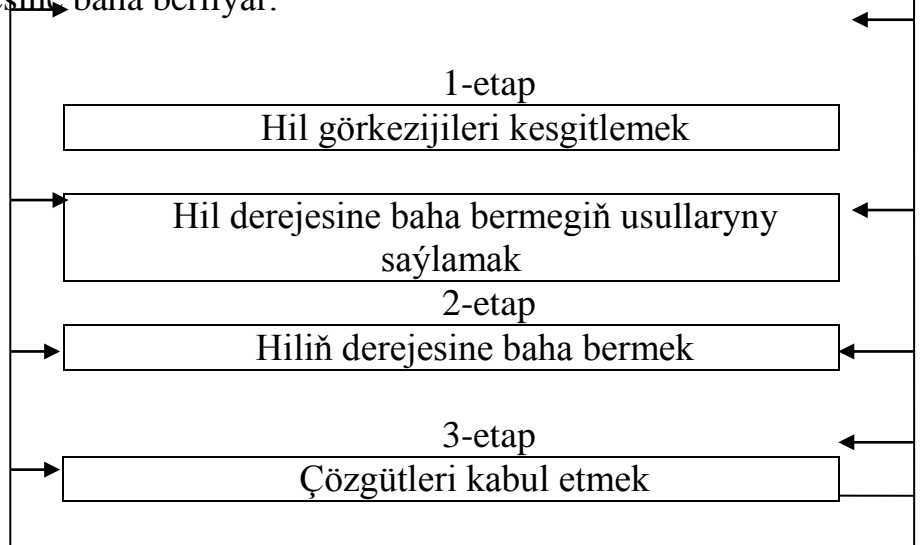 baha
1-etap
Hil görkezijileri kesgitlemek
Hil derejesine baha bermegiň usullaryny
saýlamak
2-etap
Hiliň derejesine baha bermek
3-etap
Çözgütleri kabul etmek